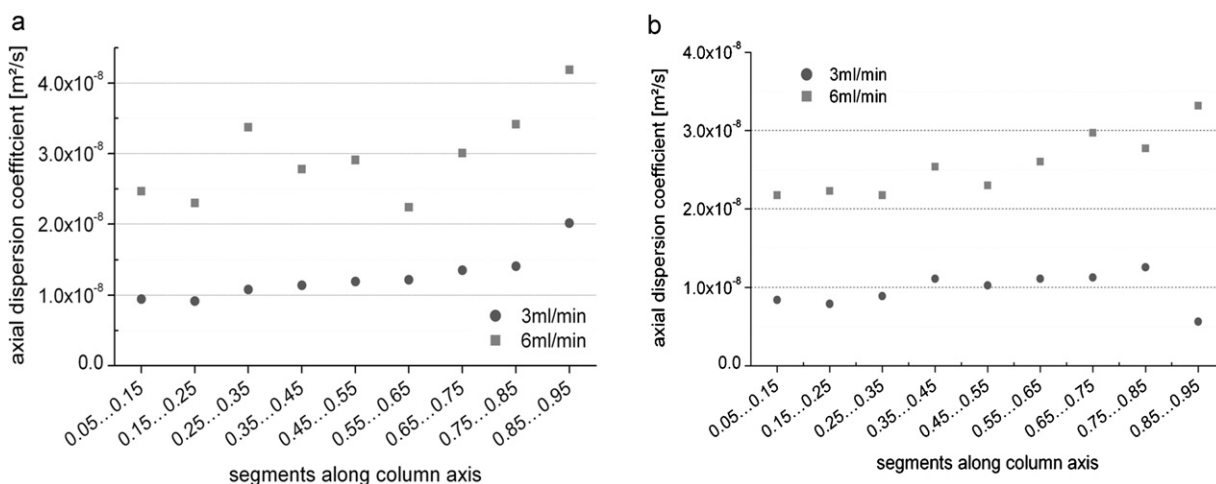 a
axial dispersion coeffitcient [m²/s]
4.0x10⁻⁸
3.0x10⁻⁸
2.0x10⁻⁸
1.0x10⁻⁸
0.0
3ml/min
6ml/min
0.05...0.15
0.15...0.25
0.25...0.35
0.35...0.45
0.45...0.55
0.55...0.65
0.65...0.75
0.75...0.85
0.85...0.95
segments along column axis
b
axial dispersion coefficient [m²/s]
4.0x10⁻⁸
3.0x10⁻⁸
2.0x10⁻⁸
1.0x10⁻⁸
0.0
3ml/min
6ml/min
0.05...0.15
0.15...0.25
0.25...0.35
0.35...0.45
0.45...0.55
0.55...0.65
0.65...0.75
0.75...0.85
0.85...0.95
segments along column axis